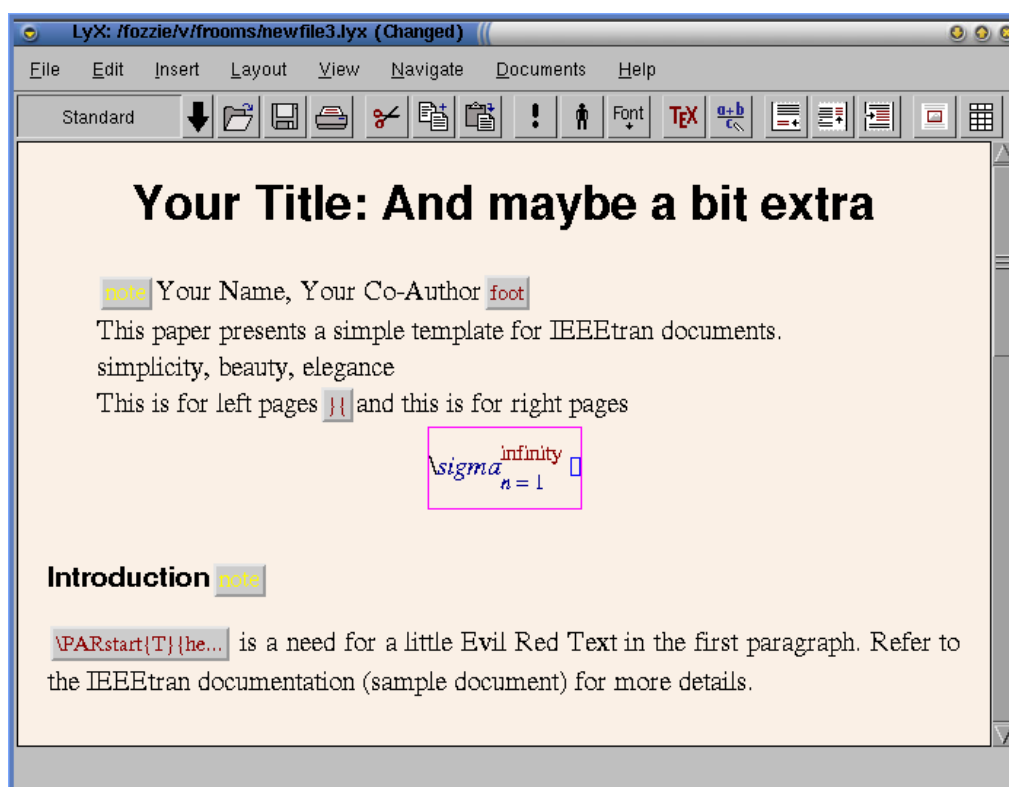 LyX: /fozzie/v/frooms/newfile3.lyx (Changed)
File Edit Insert Layout View Navigate Documents Help
Standard ! Font TEX a+b c
Your Title: And maybe a bit extra
note Your Name, Your Co-Author foot
This paper presents a simple template for IEEEtran documents.
simplicity, beauty, elegance
This is for left pages }{ and this is for right pages
\sigma infinity n = 1
Introduction note
\PARstart{T}{he... is a need for a little Evil Red Text in the first paragraph. Refer to
the IEEEtran documentation (sample document) for more details.